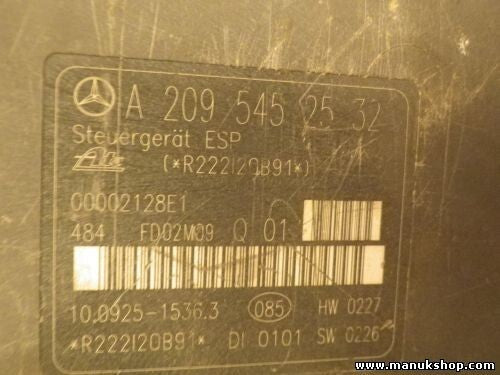 A 209 545 25 32
Steuergerät ESP
Ate (*R222I20B91*)
00002128E1
484 FD02M09 Q 01
10.0925-1536.3 085 HW 0227
*R222I20B91* DI 0101 SW 0226
www.manukshop.com